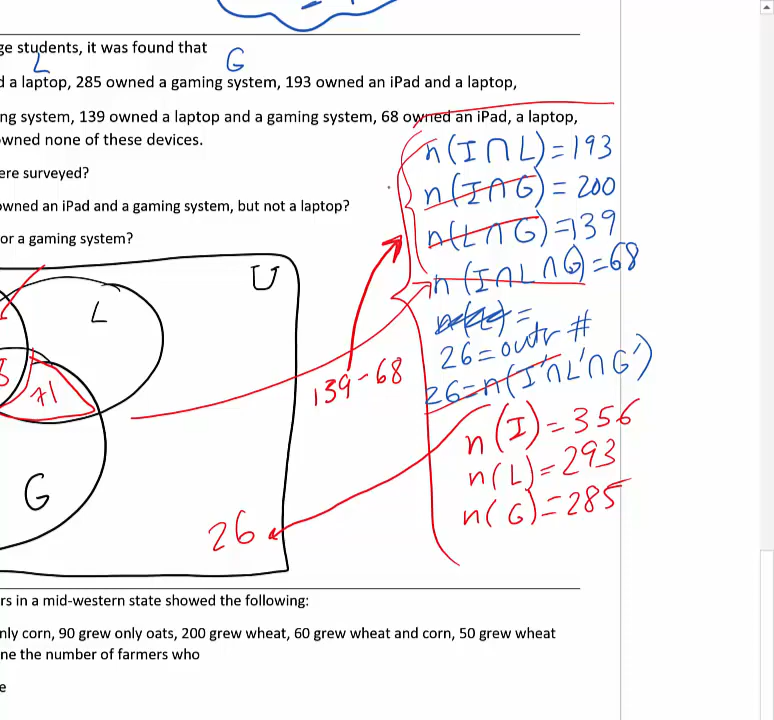 ge students, it was found that
L G
d a laptop, 285 owned a gaming system, 193 owned an iPad and a laptop,
ng system, 139 owned a laptop and a gaming system, 68 owned an iPad, a laptop,
wned none of these devices.
n(I∩L)=193
ere surveyed?
n(I∩G)=200
owned an iPad and a gaming system, but not a laptop?
n(L∩G)=139
or a gaming system?
n(I∩L∩G)=68
U
L
26=outr #
139-68
26=n(I'∩L'∩G')
71
n(I)=356
n(L)=293
G
n(G)=285
26
rs in a mid-western state showed the following:
nly corn, 90 grew only oats, 200 grew wheat, 60 grew wheat and corn, 50 grew wheat
ne the number of farmers who
e